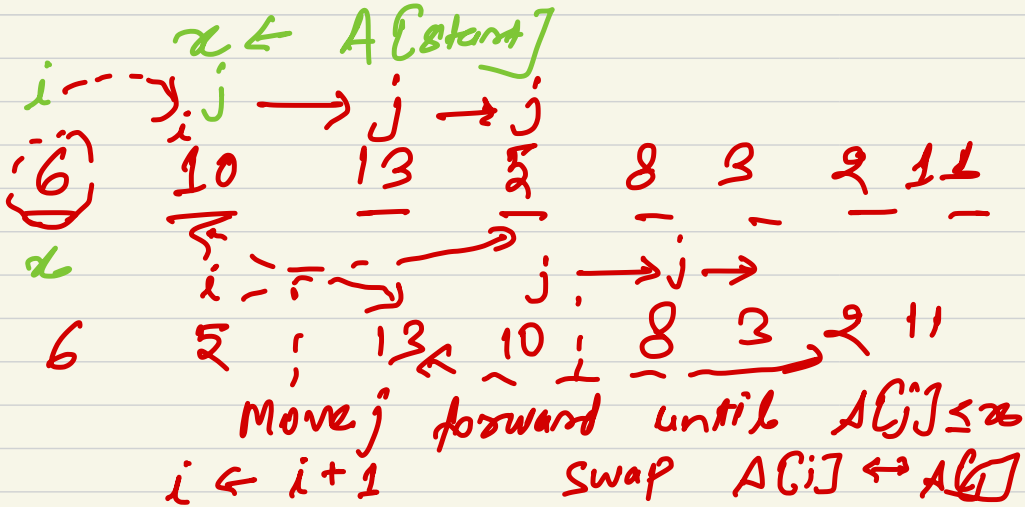 x ← A[start]
i j → j → j
i
6 10 13 5 8 3 2 11
x i j → j →
6 5 13 10 8 3 2 11
Move j forward until A[j] ≤ x
i ← i + 1 swap A[i] ↔ A[j]